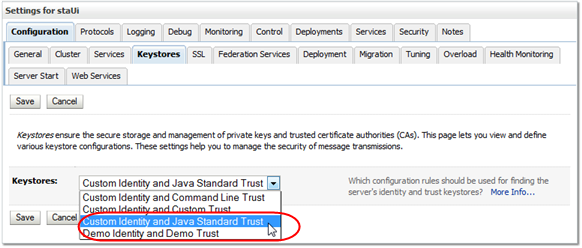 Settings for staUi
Configuration Protocols Logging Debug Monitoring Control Deployments Services Security Notes
General Cluster Services Keystores SSL Federation Services Deployment Migration Tuning Overload Health Monitoring
Server Start Web Services
Save Cancel
Keystores ensure the secure storage and management of private keys and trusted certificate authorities (CAs). This page lets you view and define
various keystore configurations. These settings help you to manage the security of message transmissions.
Keystores: Custom Identity and Java Standard Trust Which configuration rules should be used for finding
the server's identity and trust keystores? More Info...
Custom Identity and Command Line Trust
Custom Identity and Custom Trust
Custom Identity and Java Standard Trust
Demo Identity and Demo Trust
Save Cancel